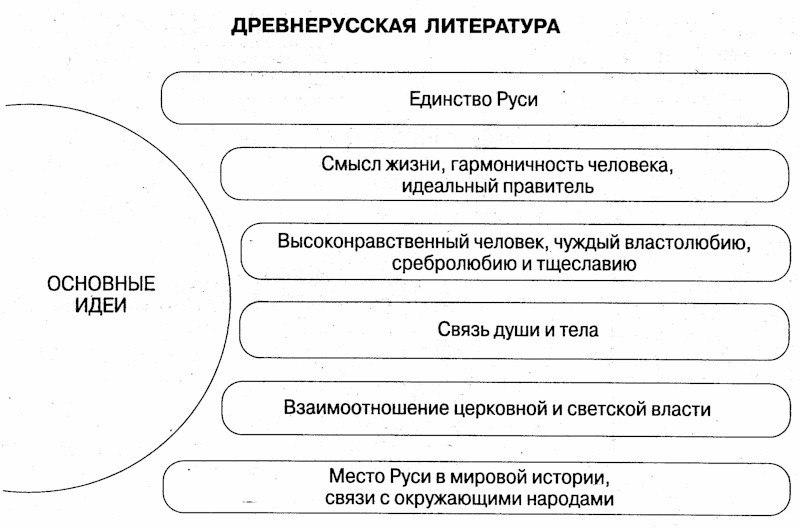 ДРЕВНЕРУССКАЯ ЛИТЕРАТУРА
ОСНОВНЫЕ
ИДЕИ
Единство Руси
Смысл жизни, гармоничность человека,
идеальный правитель
Высоконравственный человек, чуждый властолюбию,
сребролюбию и тщеславию
Связь души и тела
Взаимоотношение церковной и светской власти
Место Руси в мировой истории,
связи с окружающими народами